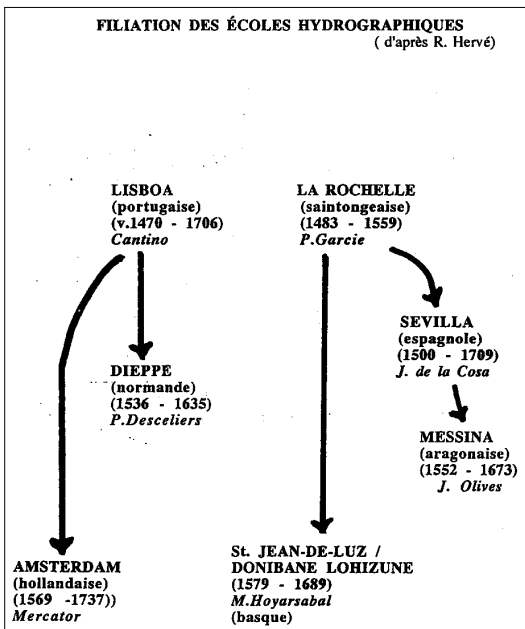 FILIATION DES ÉCOLES HYDROGRAPHIQUES
( d'après R. Hervé)
LISBOA
(portugaise)
(v.1470 - 1706)
Cantino
LA ROCHELLE
(saintongeaise)
(1483 - 1559)
P.Garcie
SEVILLA
(espagnole)
(1500 - 1709)
J. de la Cosa
DIEPPE
(normande)
(1536 - 1635)
P.Desceliers
MESSINA
(aragonaise)
(1552 - 1673)
J. Olives
AMSTERDAM
(hollandaise)
(1569 -1737))
Mercator
St. JEAN-DE-LUZ /
DONIBANE LOHIZUNE
(1579 - 1689)
M.Hoyarsabal
(basque)